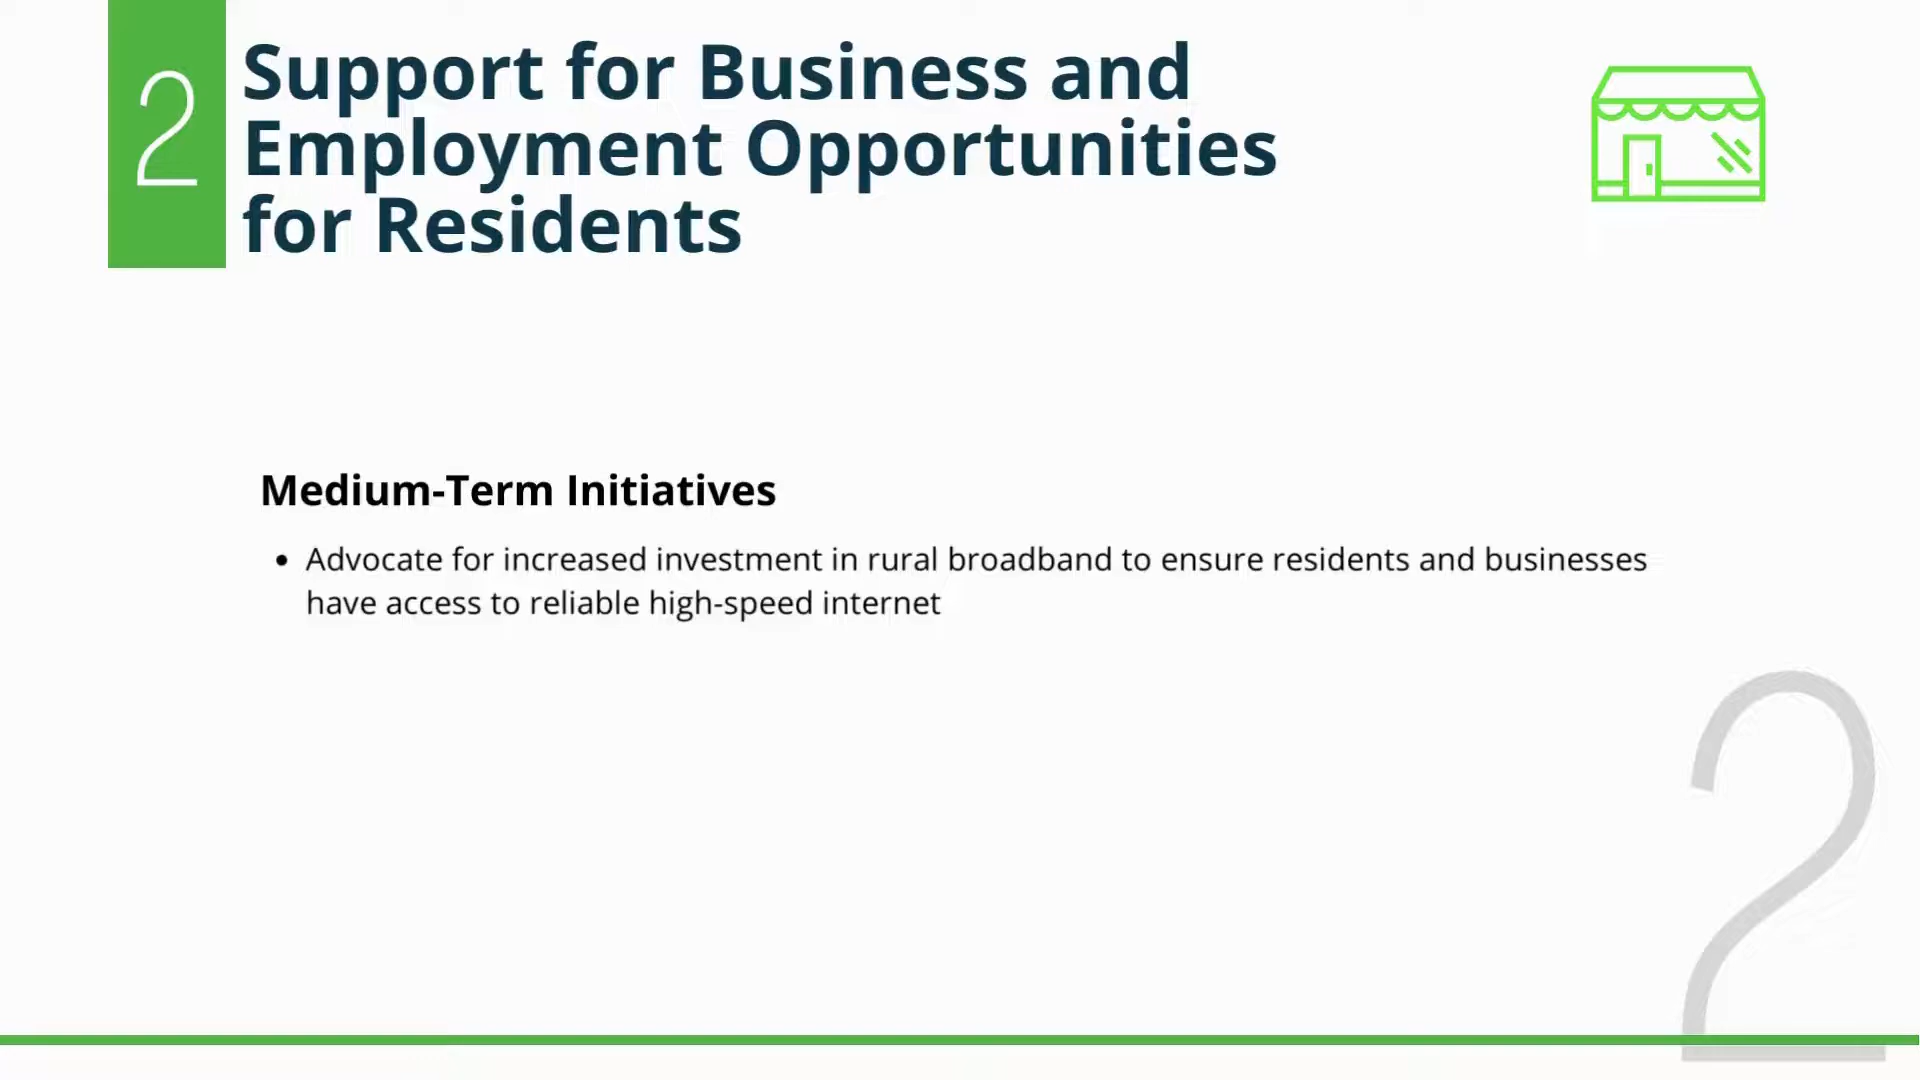 2
Support for Business and
Employment Opportunities
for Residents
Medium-Term Initiatives
• Advocate for increased investment in rural broadband to ensure residents and businesses
have access to reliable high-speed internet
2